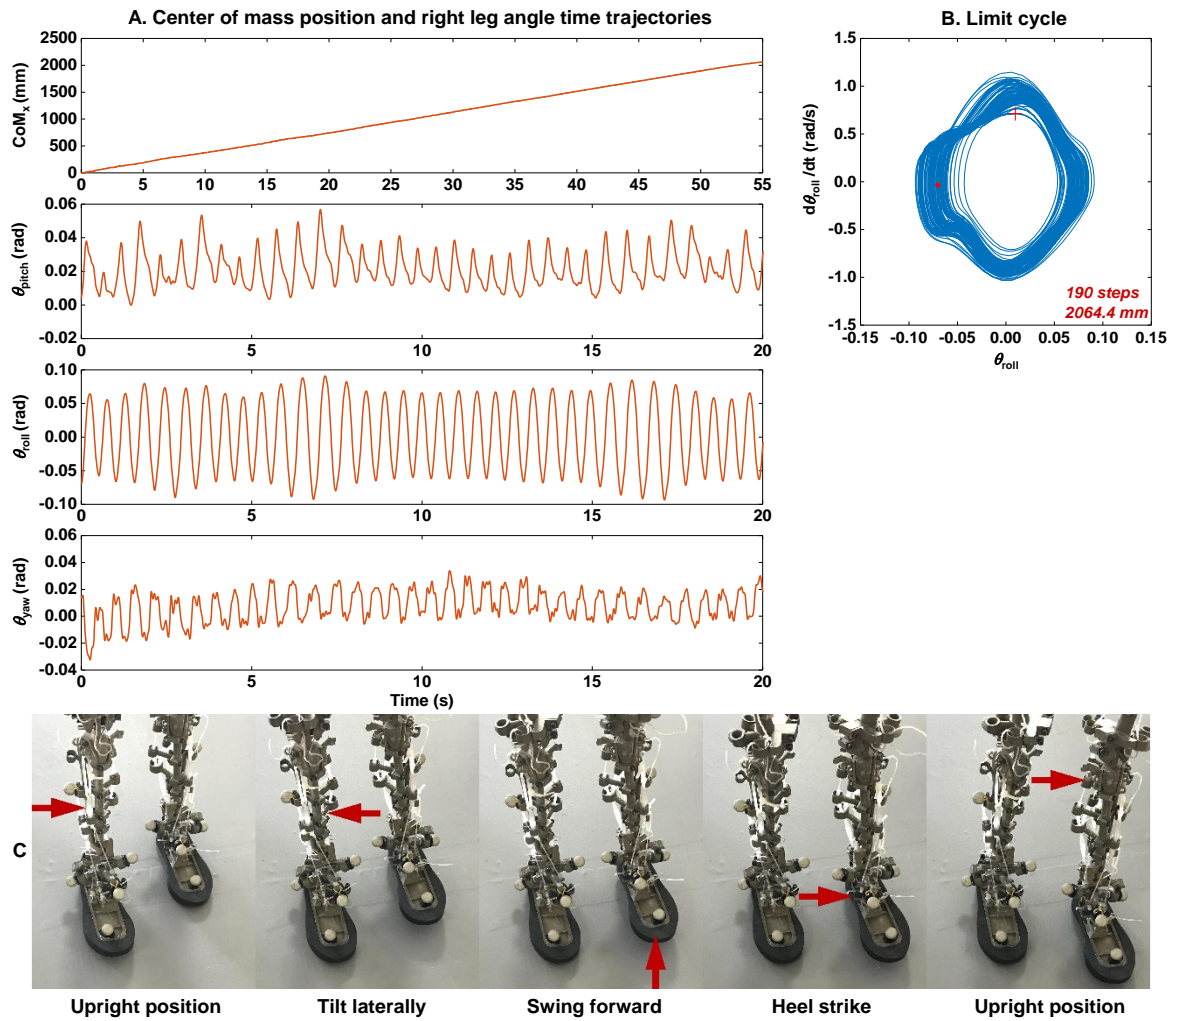 A. Center of mass position and right leg angle time trajectories
CoMx (mm)
2500
2000
1500
1000
500
0
0 5 10 15 20 25 30 35 40 45 50 55
θpitch (rad)
0.06
0.04
0.02
0.00
-0.02
0 5 10 15 20
θroll (rad)
0.10
0.05
0.00
-0.05
-0.10
0 5 10 15 20
θyaw (rad)
0.06
0.04
0.02
0.00
-0.02
-0.04
0 5 10 15 20
Time (s)
B. Limit cycle
dθroll /dt (rad/s)
1.5
1.0
0.5
0.0
-0.5
-1.0
-1.5
190 steps
2064.4 mm
-0.15 -0.10 -0.05 0.00 0.05 0.10 0.15
θroll
C
Upright position Tilt laterally Swing forward Heel strike Upright position